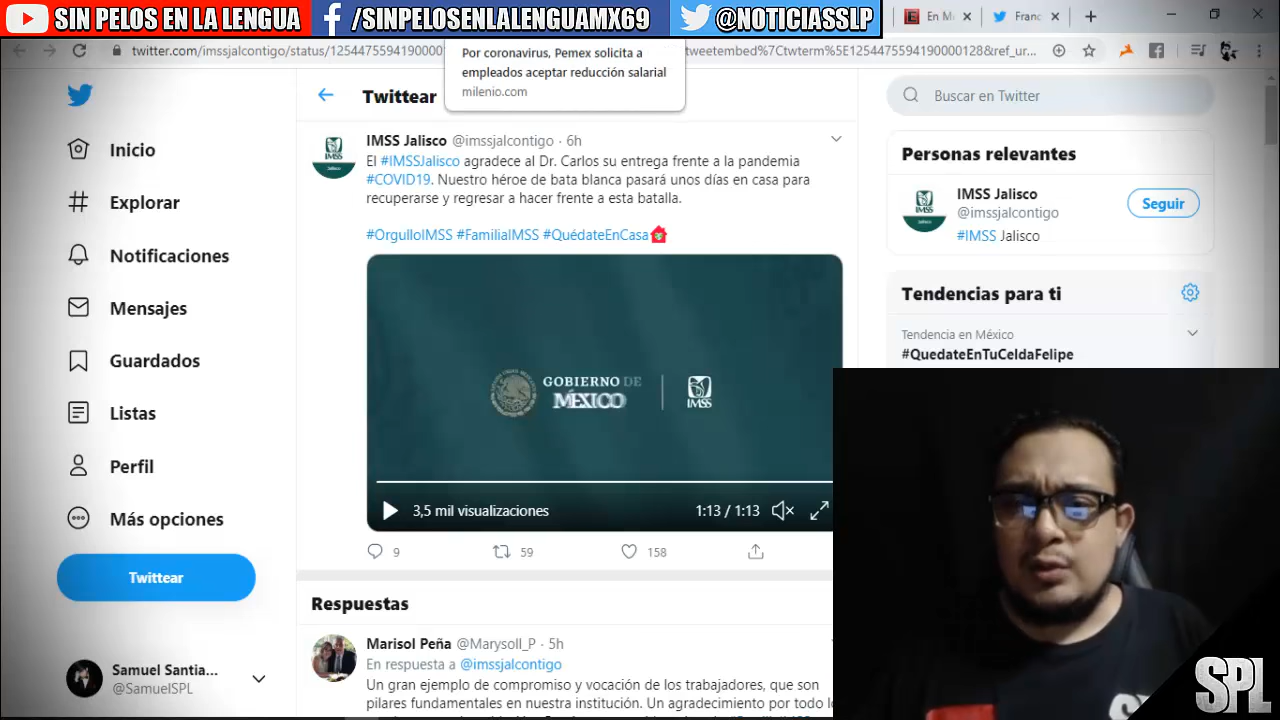 SIN PELOS EN LA LENGUA
/SINPELOSENLALENGUAMX69
@NOTICIASSLP
En M
Franc
twitter.com/imssjalcontigo/status/12544755941900
tweetembed%7Ctwterm%5E1254475594190000128&ref_ur...
Por coronavirus, Pemex solicita a
empleados aceptar reducción salarial
milenio.com
Inicio
Explorar
Notificaciones
Mensajes
Guardados
Listas
Perfil
Más opciones
Twittear
Samuel Santia...
@SamuelSPL
Twittear
IMSS Jalisco @imssjalcontigo · 6h
El #IMSSJalisco agradece al Dr. Carlos su entrega frente a la pandemia
#COVID19. Nuestro héroe de bata blanca pasará unos días en casa para
recuperarse y regresar a hacer frente a esta batalla.
#OrgulloIMSS #FamiliaIMSS #QuédateEnCasa
GOBIERNO DE
MÉXICO
IMSS
3,5 mil visualizaciones
1:13 / 1:13
9
59
158
Respuestas
Marisol Peña @Marysoll_P · 5h
En respuesta a @imssjalcontigo
Un gran ejemplo de compromiso y vocación de los trabajadores, que son
pilares fundamentales en nuestra institución. Un agradecimiento por todo l
Buscar en Twitter
Personas relevantes
IMSS Jalisco
@imssjalcontigo
Seguir
#IMSS Jalisco
Tendencias para ti
Tendencia en México
#QuedateEnTuCeldaFelipe
SPL